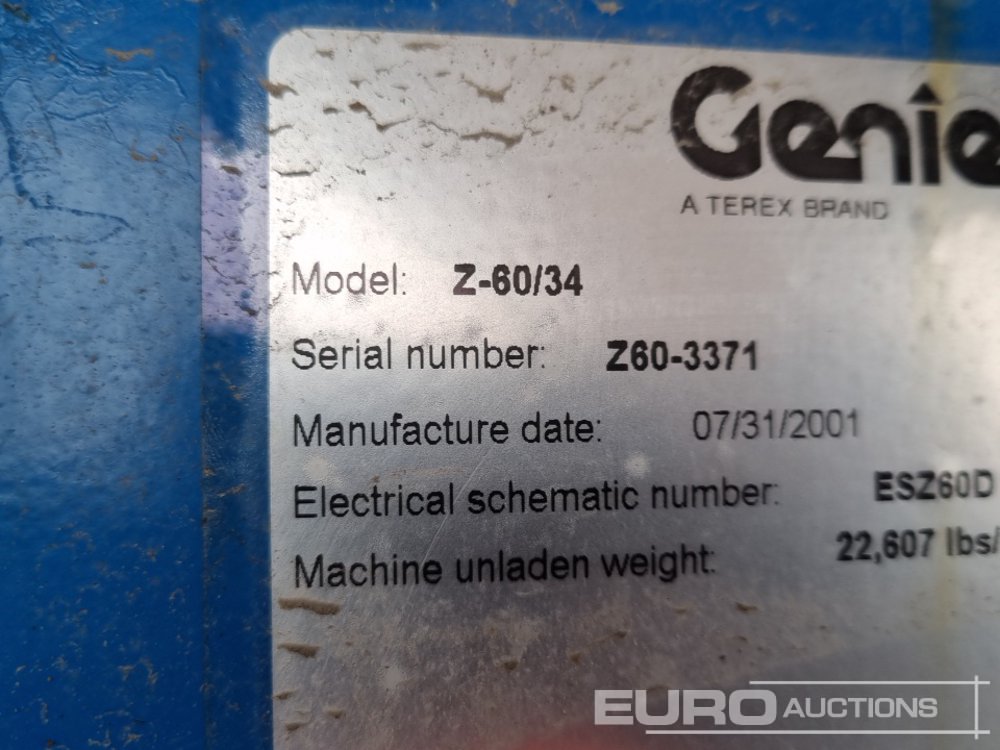 Genie
A TEREX BRAND
Model: Z-60/34
Serial number: Z60-3371
Manufacture date: 07/31/2001
Electrical schematic number: ESZ60D
Machine unladen weight: 22,607 lbs/
EURO AUCTIONS